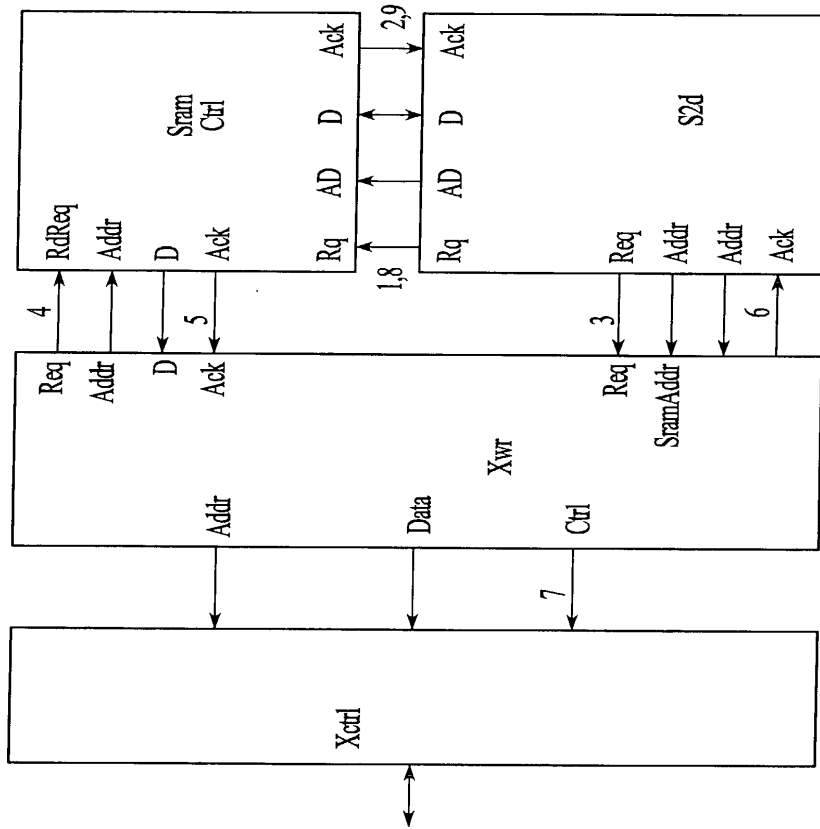 4
Req RdReq
Addr Addr
Sram
Ctrl
D D
5
Ack Ack
Addr
Rq AD D Ack
Xctrl
1,8 2,9
Data
Rq AD D Ack
Xwr
7
Ctrl
3
Req Req
SramAddr Addr
S2d
Addr
6
Ack